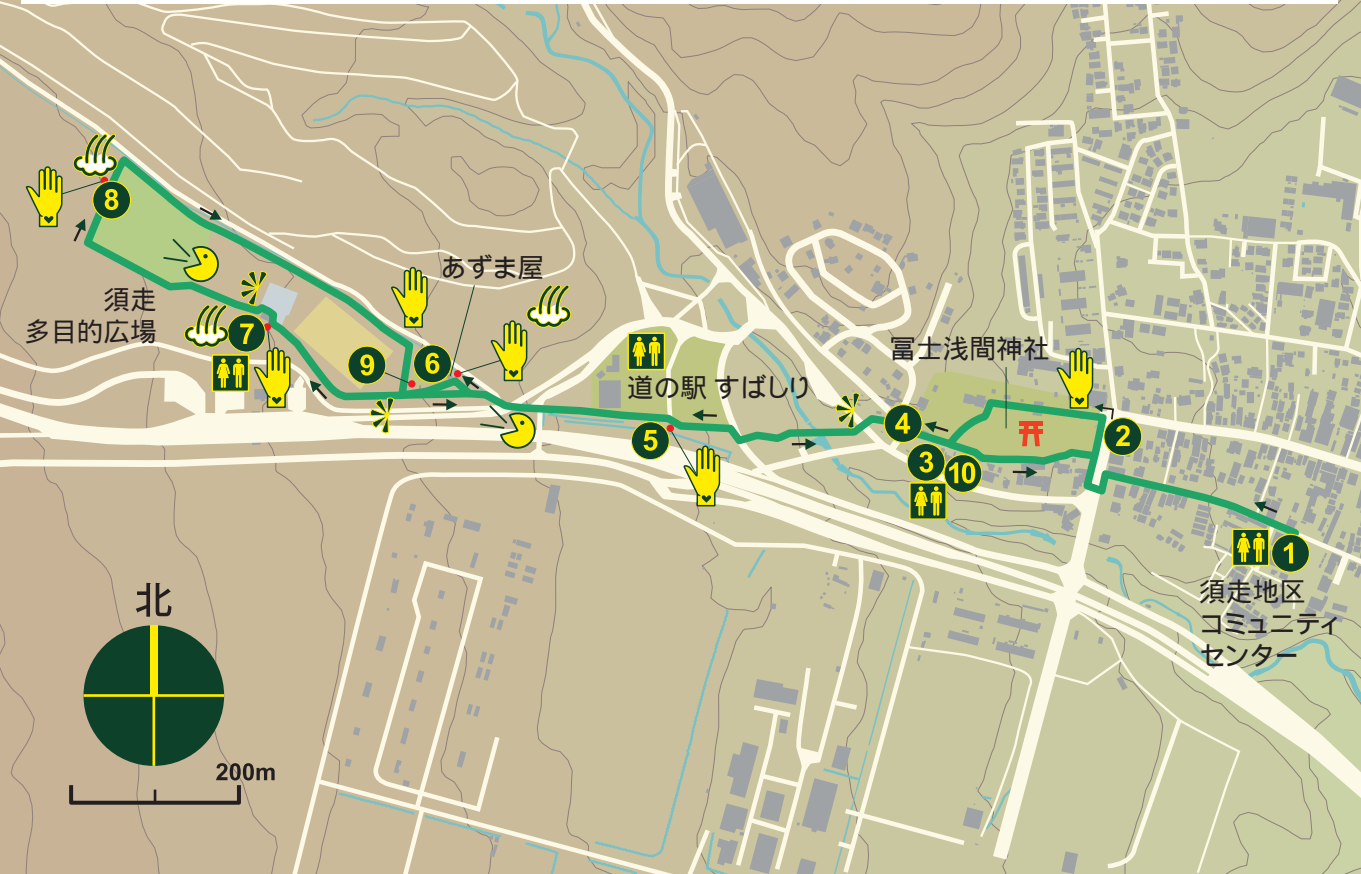 8
あずま屋
須走
多目的広場
7
9
6
道の駅 すばしり
5
冨士浅間神社
4
3
10
2
1
須走地区
コミュニティ
センター
北
200m